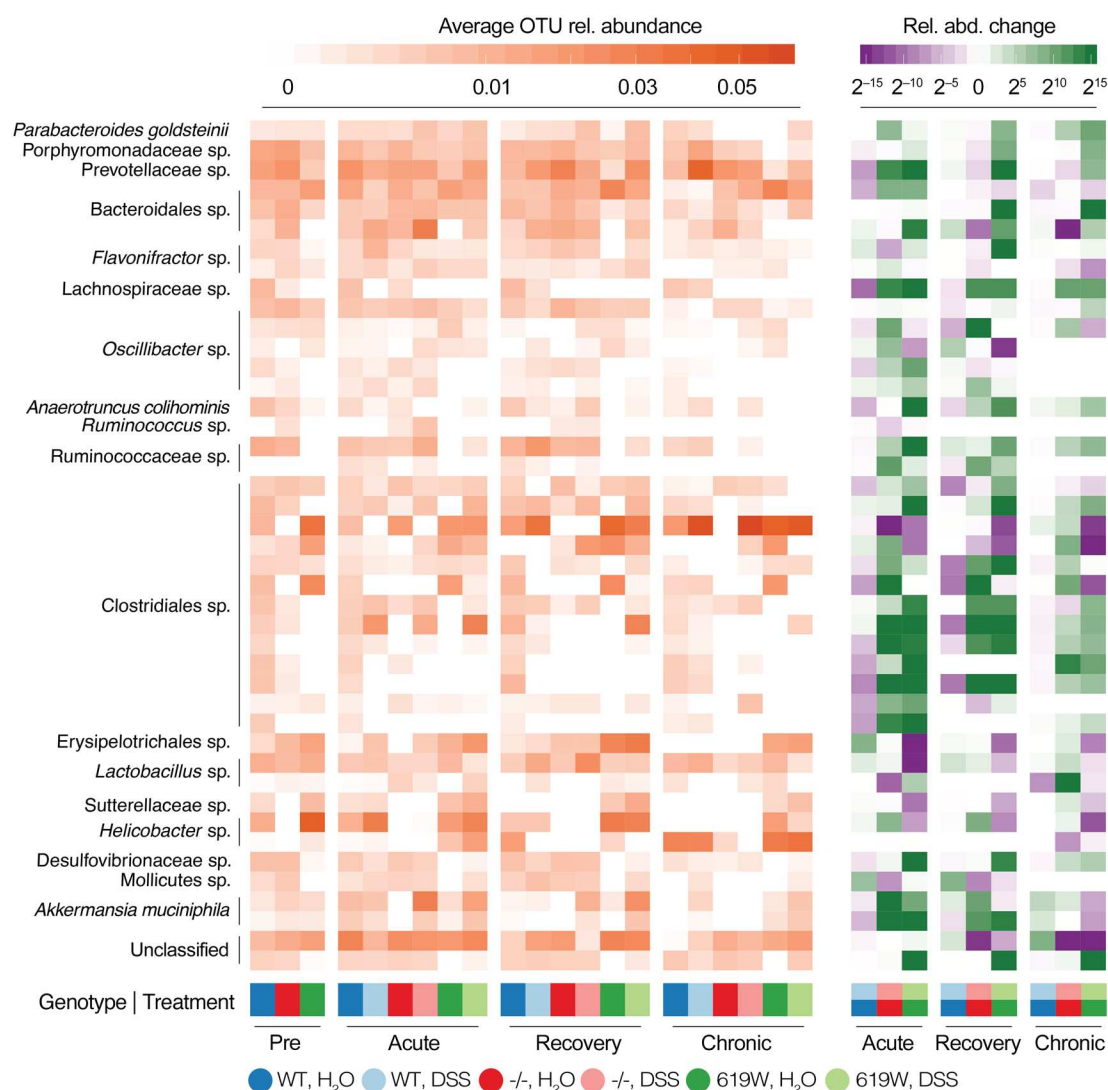 Average OTU rel. abundance
Rel. abd. change
0 0.01 0.03 0.05
2⁻¹⁵ 2⁻¹⁰ 2⁻⁵ 0 2⁵ 2¹⁰ 2¹⁵
Parabacteroides goldsteinii
Porphyromonadaceae sp.
Prevotellaceae sp.
Bacteroidales sp.
Flavonifractor sp.
Lachnospiraceae sp.
Oscillibacter sp.
Anaerotruncus colihominis
Ruminococcus sp.
Ruminococcaceae sp.
Clostridiales sp.
Erysipelotrichales sp.
Lactobacillus sp.
Sutterellaceae sp.
Helicobacter sp.
Desulfovibrionaceae sp.
Mollicutes sp.
Akkermansia muciniphila
Unclassified
Genotype | Treatment
Pre Acute Recovery Chronic Acute Recovery Chronic
WT, H₂O WT, DSS -/-, H₂O -/-, DSS 619W, H₂O 619W, DSS